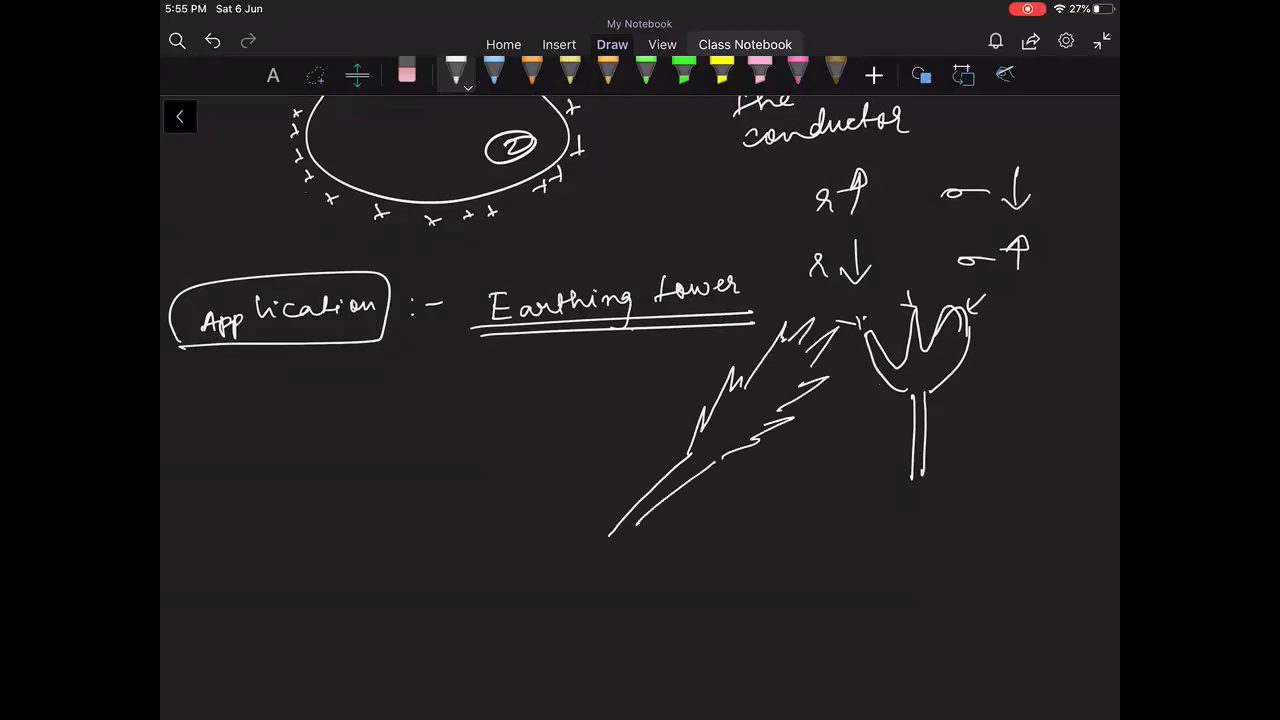 5:55 PM Sat 6 Jun
27%
My Notebook
Home Insert Draw View Class Notebook
A
The
conductor
r↑ σ↓
r↓ σ↑
Application :- Earthing tower